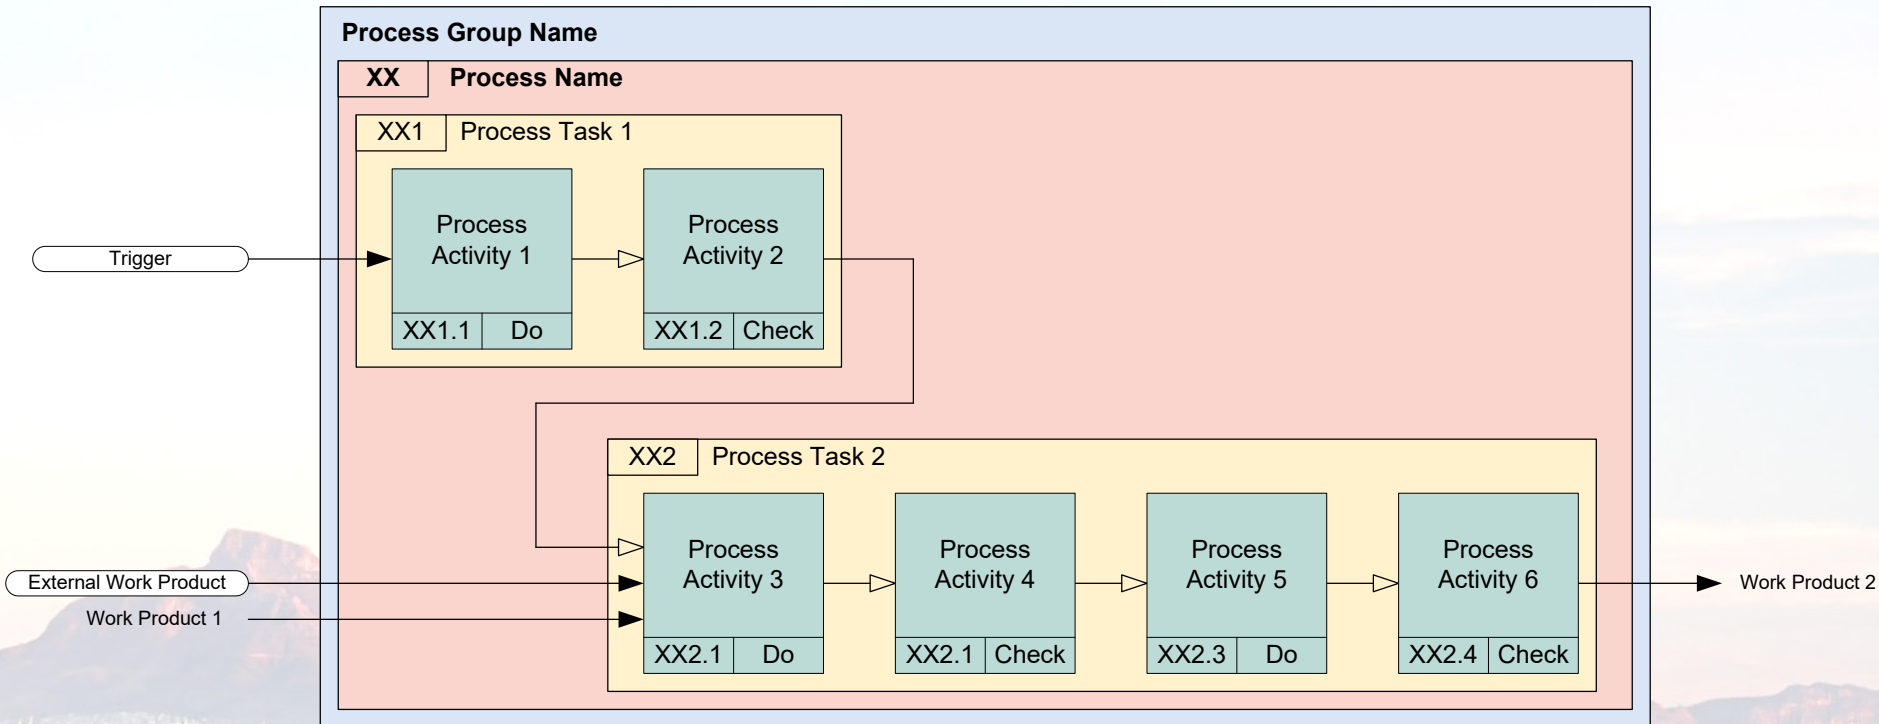 Process Group Name
XX
Process Name
XX1
Process Task 1
Process
Activity 1
XX1.1
Do
Process
Activity 2
XX1.2
Check
Trigger
XX2
Process Task 2
Process
Activity 3
XX2.1
Do
Process
Activity 4
XX2.1
Check
Process
Activity 5
XX2.3
Do
Process
Activity 6
XX2.4
Check
External Work Product
Work Product 1
Work Product 2